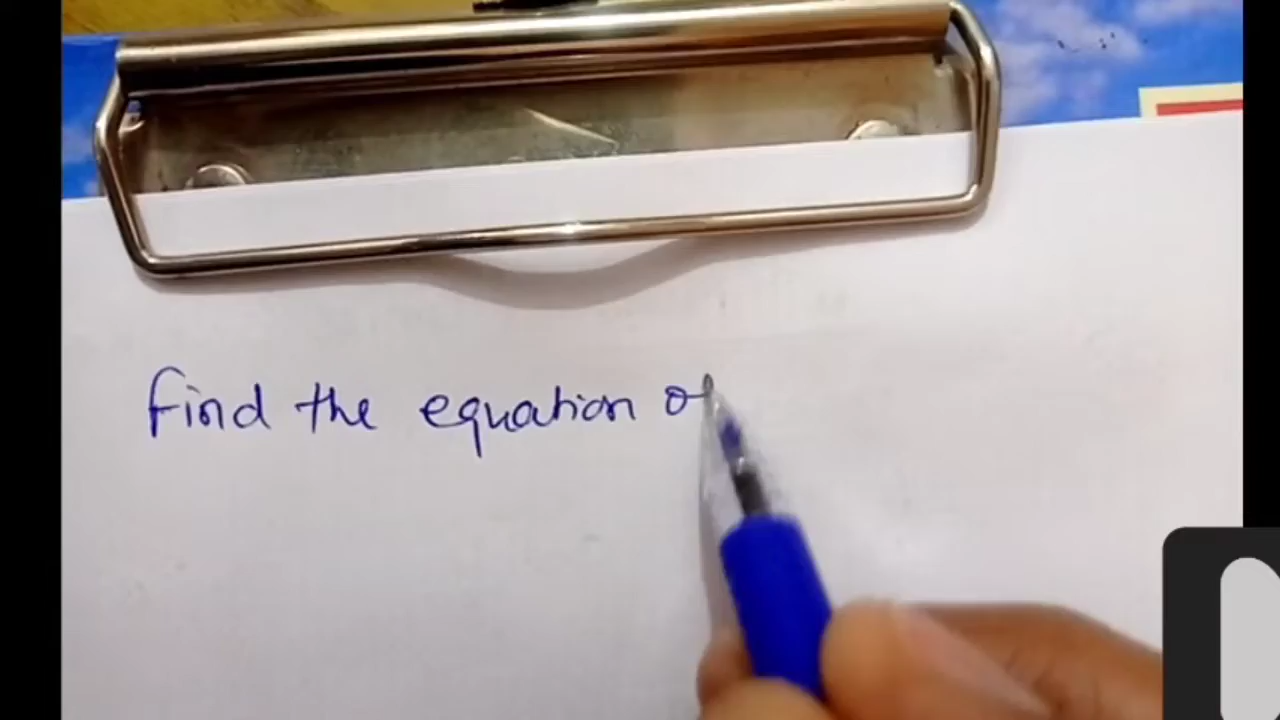 Find the equation of